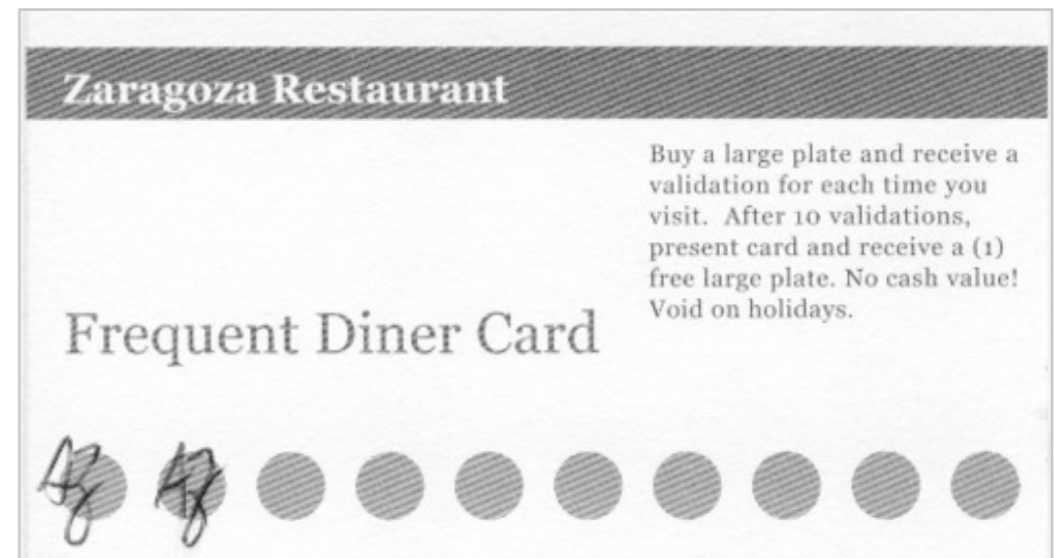 Zaragoza Restaurant
Buy a large plate and receive a
validation for each time you
visit.  After 10 validations,
present card and receive a (1)
free large plate. No cash value!
Void on holidays.
Frequent Diner Card